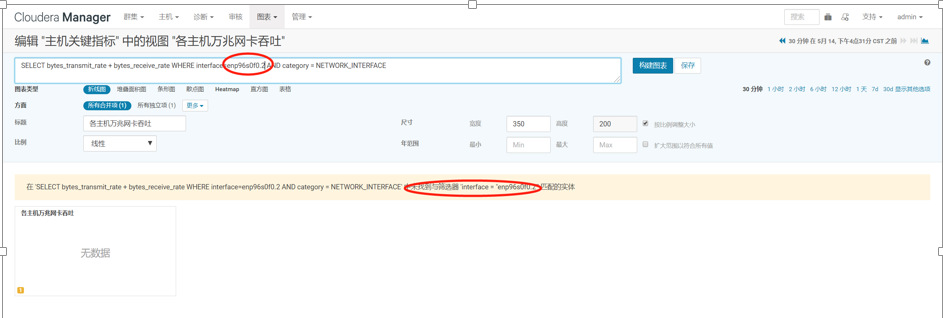 Cloudera Manager 群集 主机 诊断 审核 图表 管理 搜索 支持 admin
编辑 "主机关键指标" 中的视图 "各主机万兆网卡吞吐"
30 分钟 在 5月 14, 下午4点31分 CST 之前
SELECT bytes_transmit_rate + bytes_receive_rate WHERE interface=enp96s0f0.2 AND category = NETWORK_INTERFACE
构建图表 保存
图表类型 折线图 堆叠面积图 条形图 散点图 Heatmap 直方图 表格
30 分钟 1 小时 2 小时 6 小时 12 小时 1 天 7d 30d 显示其他选项
方面 所有合并项 (1) 所有独立项 (1) 更多
标题 各主机万兆网卡吞吐 尺寸 宽度 350 高度 200 按比例调整大小
比例 线性 年范围 最小 Min 最大 Max 扩大范围以符合所有值
在 'SELECT bytes_transmit_rate + bytes_receive_rate WHERE interface=enp96s0f0.2 AND category = NETWORK_INTERFACE' 中未找到与筛选器 'interface = "enp96s0f0.2"' 匹配的实体
各主机万兆网卡吞吐
无数据